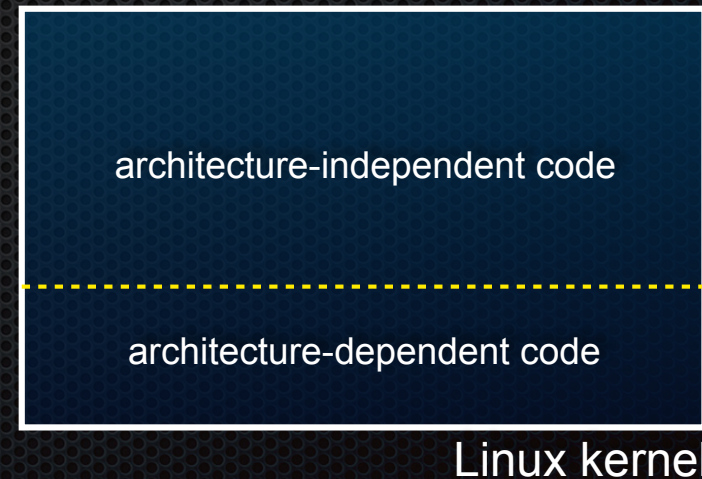 architecture-independent code
architecture-dependent code
Linux kernel